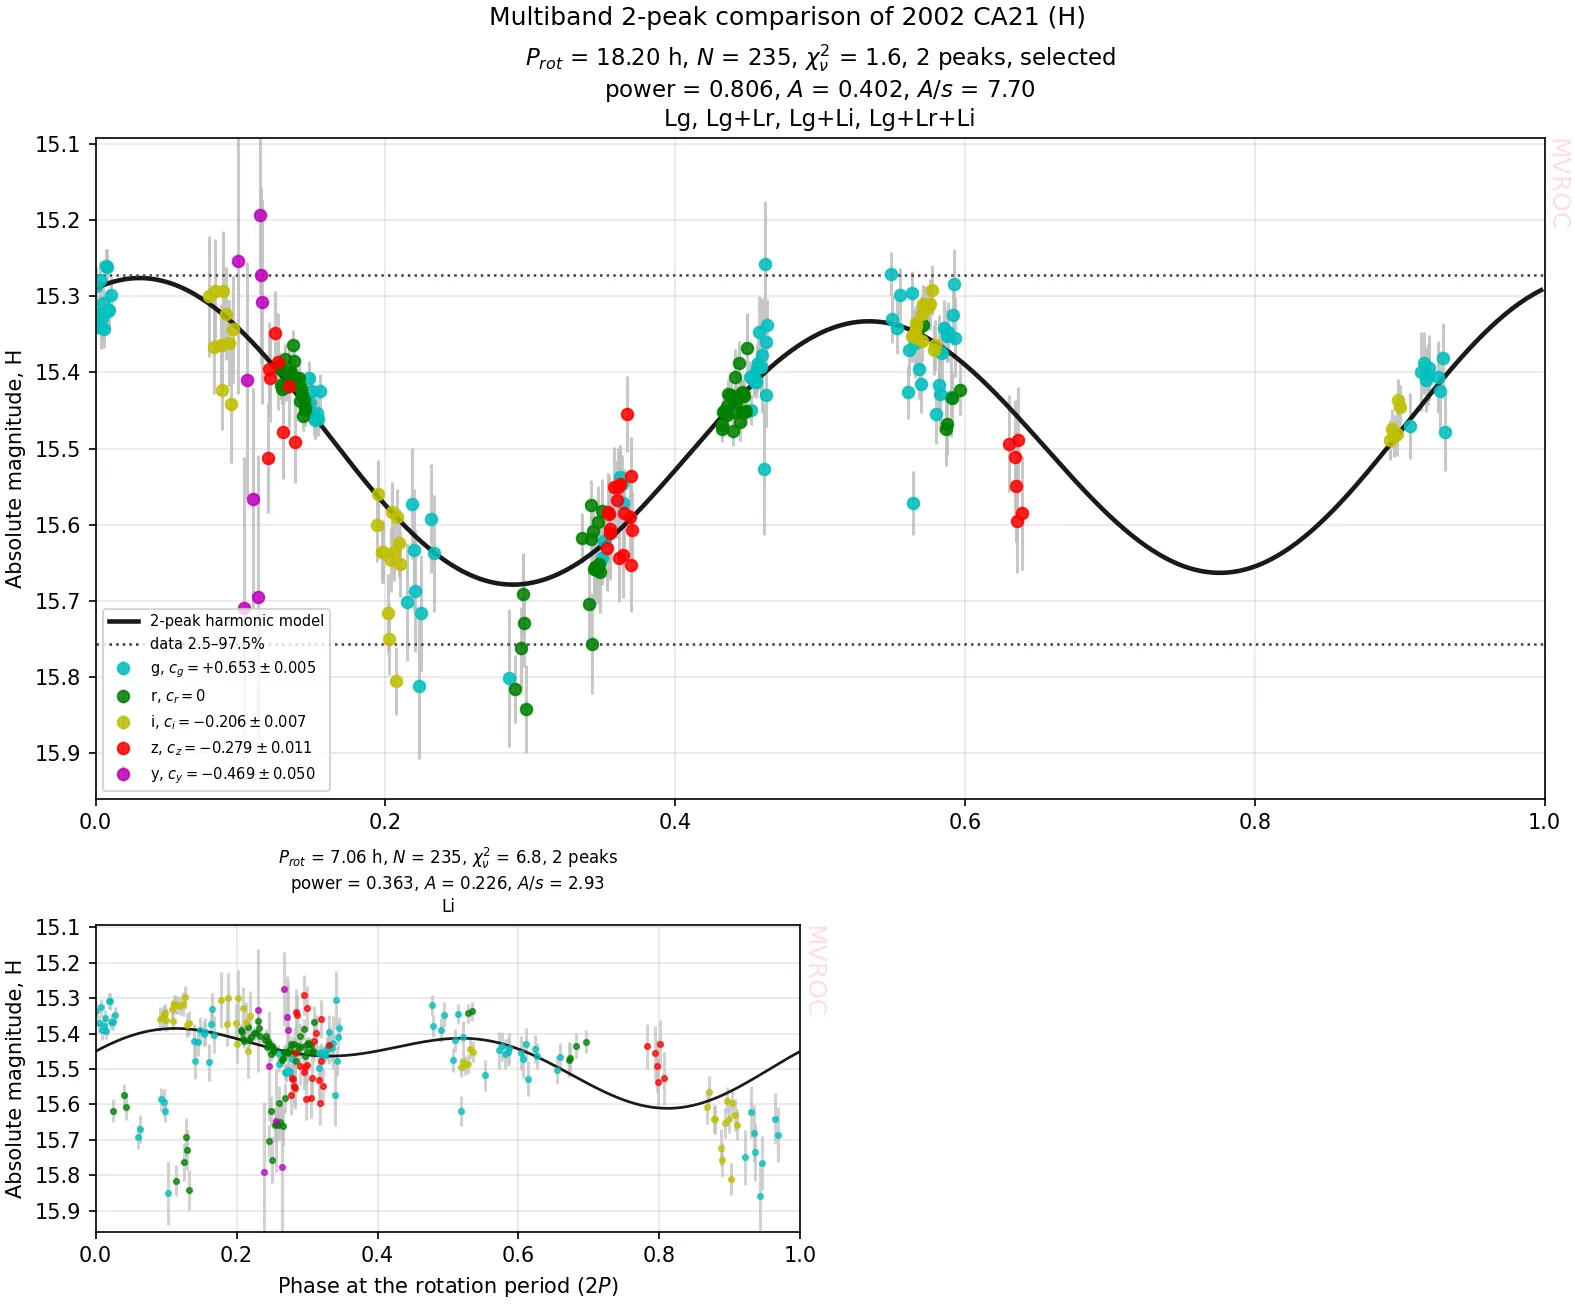 Multiband 2-peak comparison of 2002 CA21 (H)
P_rot = 18.20 h, N = 235, χ²_ν = 1.6, 2 peaks, selected
power = 0.806, A = 0.402, A/s = 7.70
Lg, Lg+Lr, Lg+Li, Lg+Lr+Li
15.1
15.2
15.3
15.4
15.5
15.6
15.7
15.8
15.9
Absolute magnitude, H
MVROC
2-peak harmonic model
data 2.5–97.5%
g, c_g = +0.653 ± 0.005
r, c_r = 0
i, c_i = −0.206 ± 0.007
z, c_z = −0.279 ± 0.011
y, c_y = −0.469 ± 0.050
0.0 0.2 0.4 0.6 0.8 1.0
P_rot = 7.06 h, N = 235, χ²_ν = 6.8, 2 peaks
power = 0.363, A = 0.226, A/s = 2.93
Li
15.1
15.2
15.3
15.4
15.5
15.6
15.7
15.8
15.9
Absolute magnitude, H
MVROC
0.0 0.2 0.4 0.6 0.8 1.0
Phase at the rotation period (2P)